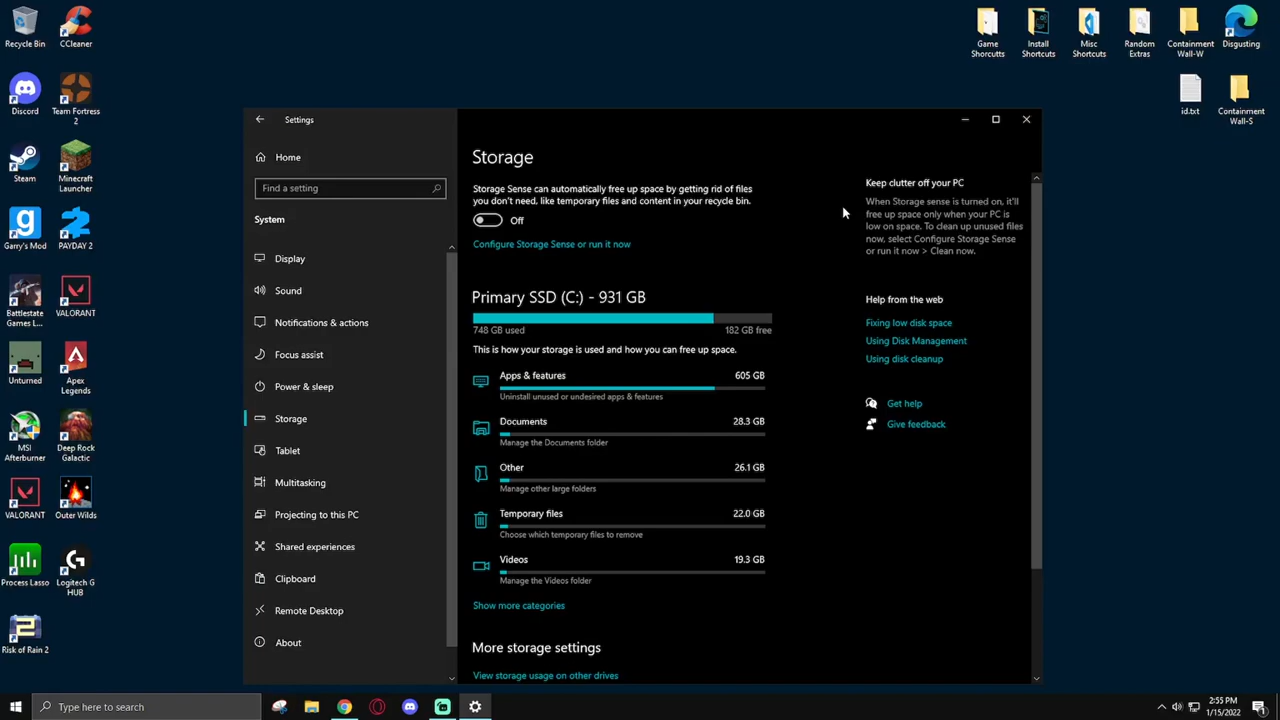 Recycle Bin
CCleaner
Discord
Team Fortress
2
Steam
Minecraft
Launcher
Garry's Mod
PAYDAY 2
Battlestate
Games L...
VALORANT
Unturned
Apex
Legends
MSI
Afterburner
Deep Rock
Galactic
VALORANT
Outer Wilds
Process Lasso
Logitech G
HUB
Risk of Rain 2
Game
Shorcutts
Install
Shortcuts
Misc
Shortcuts
Random
Extras
Containment
Wall-W
Disgusting
id.txt
Containment
Wall-S
Settings
Home
Find a setting
System
Display
Sound
Notifications & actions
Focus assist
Power & sleep
Storage
Tablet
Multitasking
Projecting to this PC
Shared experiences
Clipboard
Remote Desktop
About
Storage
Storage Sense can automatically free up space by getting rid of files
you don't need, like temporary files and content in your recycle bin.
Off
Configure Storage Sense or run it now
Primary SSD (C:) - 931 GB
748 GB used 182 GB free
This is how your storage is used and how you can free up space.
Apps & features 605 GB
Uninstall unused or undesired apps & features
Documents 28.3 GB
Manage the Documents folder
Other 26.1 GB
Manage other large folders
Temporary files 22.0 GB
Choose which temporary files to remove
Videos 19.3 GB
Manage the Videos folder
Show more categories
More storage settings
View storage usage on other drives
Keep clutter off your PC
When Storage sense is turned on, it'll
free up space only when your PC is
low on space. To clean up unused files
now, select Configure Storage Sense
or run it now > Clean now.
Help from the web
Fixing low disk space
Using Disk Management
Using disk cleanup
Get help
Give feedback
Type here to search
2:55 PM
1/15/2022